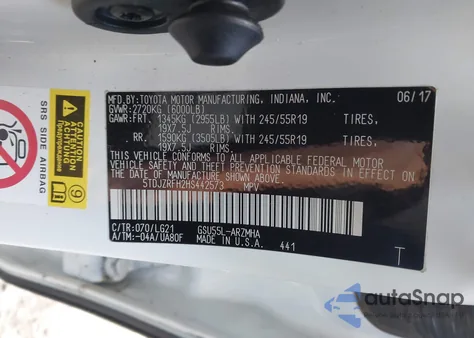 MFD. BY: TOYOTA MOTOR MANUFACTURING, INDIANA, INC. 06/17
GVWR: 2720KG (6000LB)
GAWR: FRT. 1345KG (2955LB) WITH 245/55R19 TIRES,
19X7.5J
RR. 1590KG (3505LB) WITH 245/55R19 TIRES,
19X7.5J
THIS VEHICLE CONFORMS TO ALL APPLICABLE FEDERAL MOTOR
VEHICLE SAFETY AND THEFT PREVENTION STANDARDS IN EFFECT
ON THE DATE OF MANUFACTURE SHOWN ABOVE.
5TDJZRFH2HS442573 MPV
C/TR: 070/LG21 GSU55L-ARZMHA MADE IN
A/TM: -04A/UA80F U.S.A. 441
T
SRS SIDE AIRBAG
ATTENTION
ACHTUNG
autoSnap